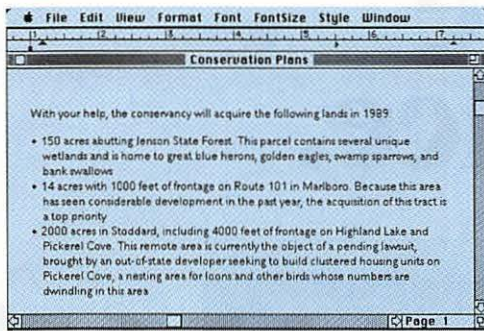 File Edit View Format Font FontSize Style Window
1 2 3 4 5 6 7
Conservation Plans
With your help, the conservancy will acquire the following lands in 1989
• 150 acres abutting Jenson State Forest. This parcel contains several unique
wetlands and is home to great blue herons, golden eagles, swamp sparrows, and
bank swallows
• 14 acres with 1000 feet of frontage on Route 101 in Marlboro. Because this area
has seen considerable development in the past year, the acquisition of this tract is
a top priority
• 2000 acres in Stoddard, including 4000 feet of frontage on Highland Lake and
Pickerel Cove. This remote area is currently the object of a pending lawsuit,
brought by an out-of-state developer seeking to build clustered housing units on
Pickerel Cove, a nesting area for loons and other birds whose numbers are
dwindling in this area
Page 1